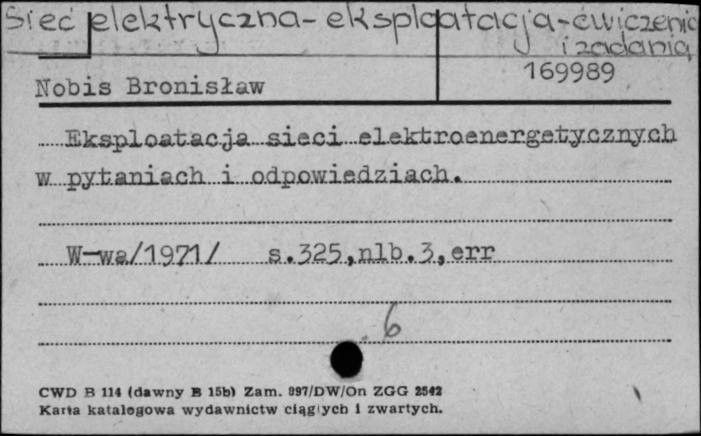 Sieć elektryczna - eksploatacja - ćwiczenia
i zadania
169989
Nobis Bronisław
Eksploatacja sieci elektroenergetycznych
w pytaniach i odpowiedziach.
W-wa/1971/ s.325,nlb.3,err
6
CWD B 114 (dawny B 15b) Zam. 997/DW/On ZGG 2542
Karta katalogowa wydawnictw ciągłych i zwartych.